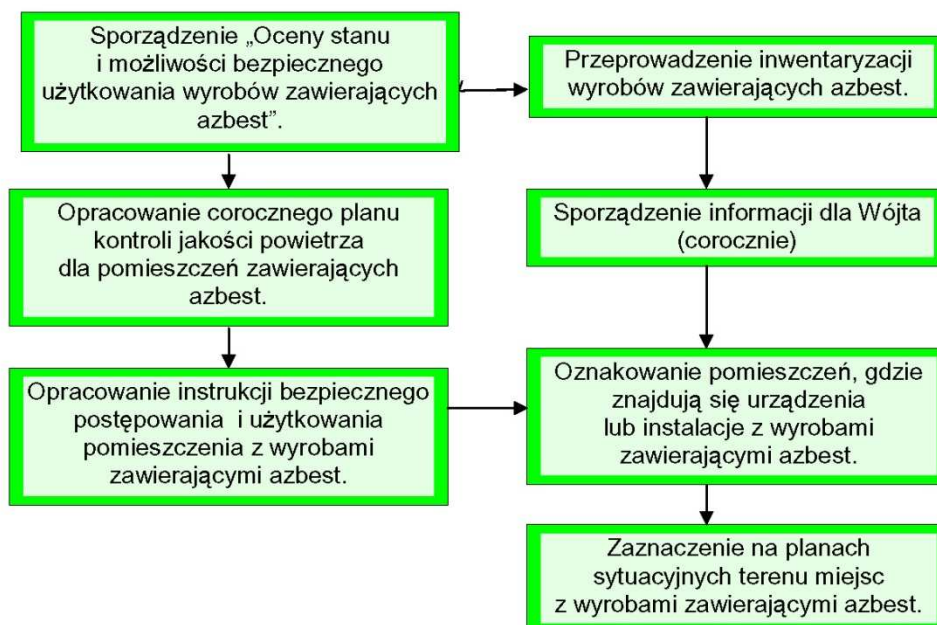 Sporządzenie „Oceny stanu
i możliwości bezpiecznego
użytkowania wyrobów zawierających
azbest”.
Przeprowadzenie inwentaryzacji
wyrobów zawierających azbest.
Opracowanie corocznego planu
kontroli jakości powietrza
dla pomieszczeń zawierających
azbest.
Sporządzenie informacji dla Wójta
(corocznie)
Opracowanie instrukcji bezpiecznego
postępowania i użytkowania
pomieszczenia z wyrobami
zawierającymi azbest.
Oznakowanie pomieszczeń, gdzie
znajdują się urządzenia
lub instalacje z wyrobami
zawierającymi azbest.
Zaznaczenie na planach
sytuacyjnych terenu miejsc
z wyrobami zawierającymi azbest.